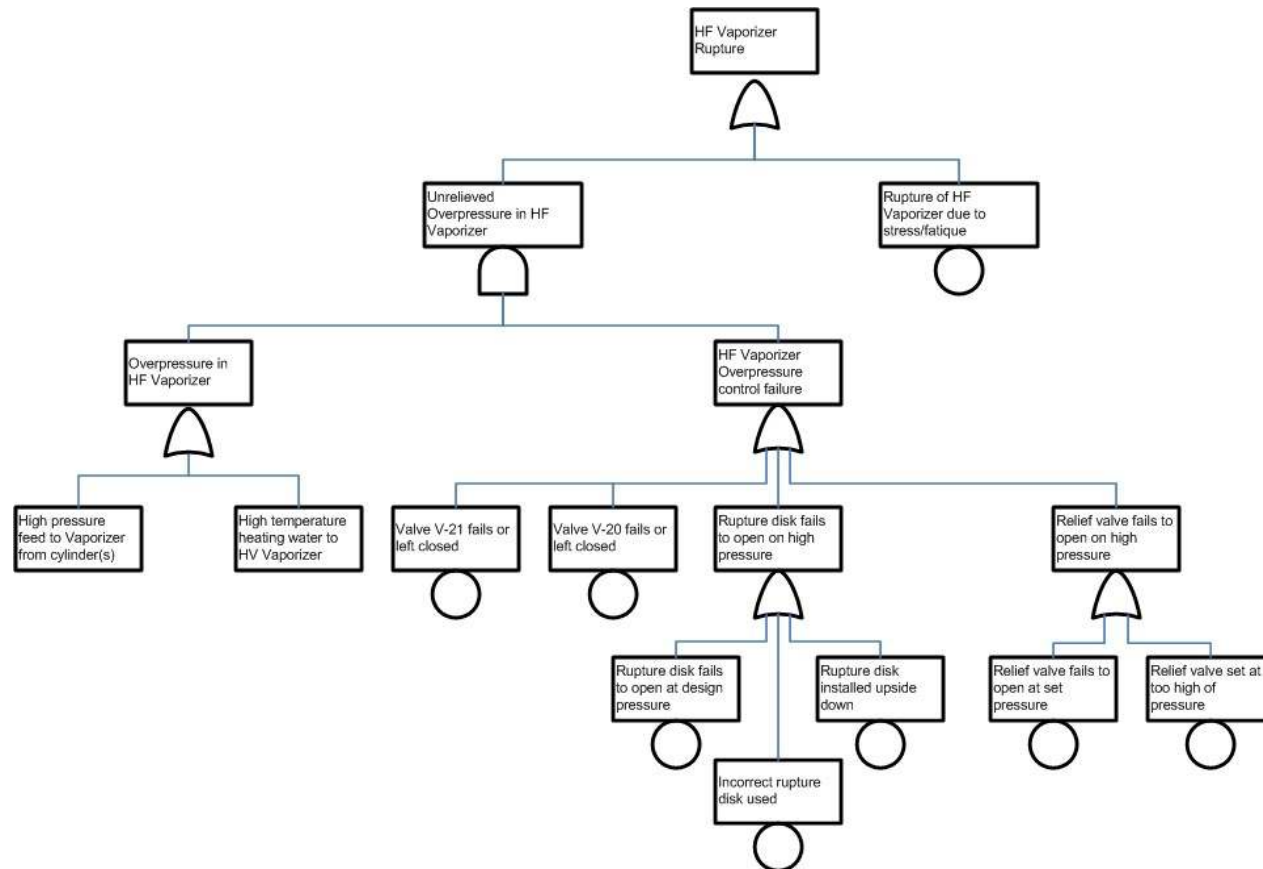 HF Vaporizer
Rupture
Unrelieved
Overpressure in HF
Vaporizer
Rupture of HF
Vaporizer due to
stress/fatique
Overpressure in
HF Vaporizer
HF Vaporizer
Overpressure
control failure
High pressure
feed to Vaporizer
from cylinder(s)
High temperature
heating water to
HV Vaporizer
Valve V-21 fails or
left closed
Valve V-20 fails or
left closed
Rupture disk fails
to open on high
pressure
Relief valve fails to
open on high
pressure
Rupture disk fails
to open at design
pressure
Rupture disk
installed upside
down
Relief valve fails to
open at set
pressure
Relief valve set at
too high of
pressure
Incorrect rupture
disk used